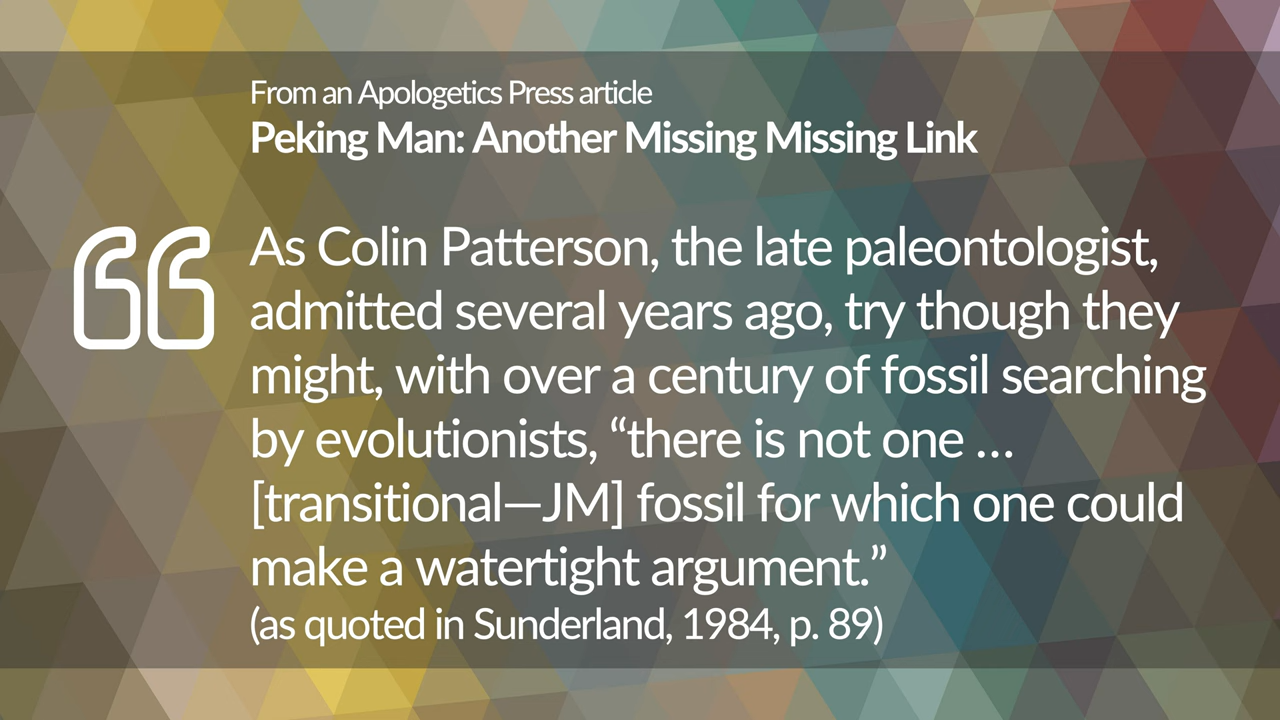 From an Apologetics Press article
Peking Man: Another Missing Missing Link
As Colin Patterson, the late paleontologist,
admitted several years ago, try though they
might, with over a century of fossil searching
by evolutionists, “there is not one …
[transitional—JM] fossil for which one could
make a watertight argument.”
(as quoted in Sunderland, 1984, p. 89)